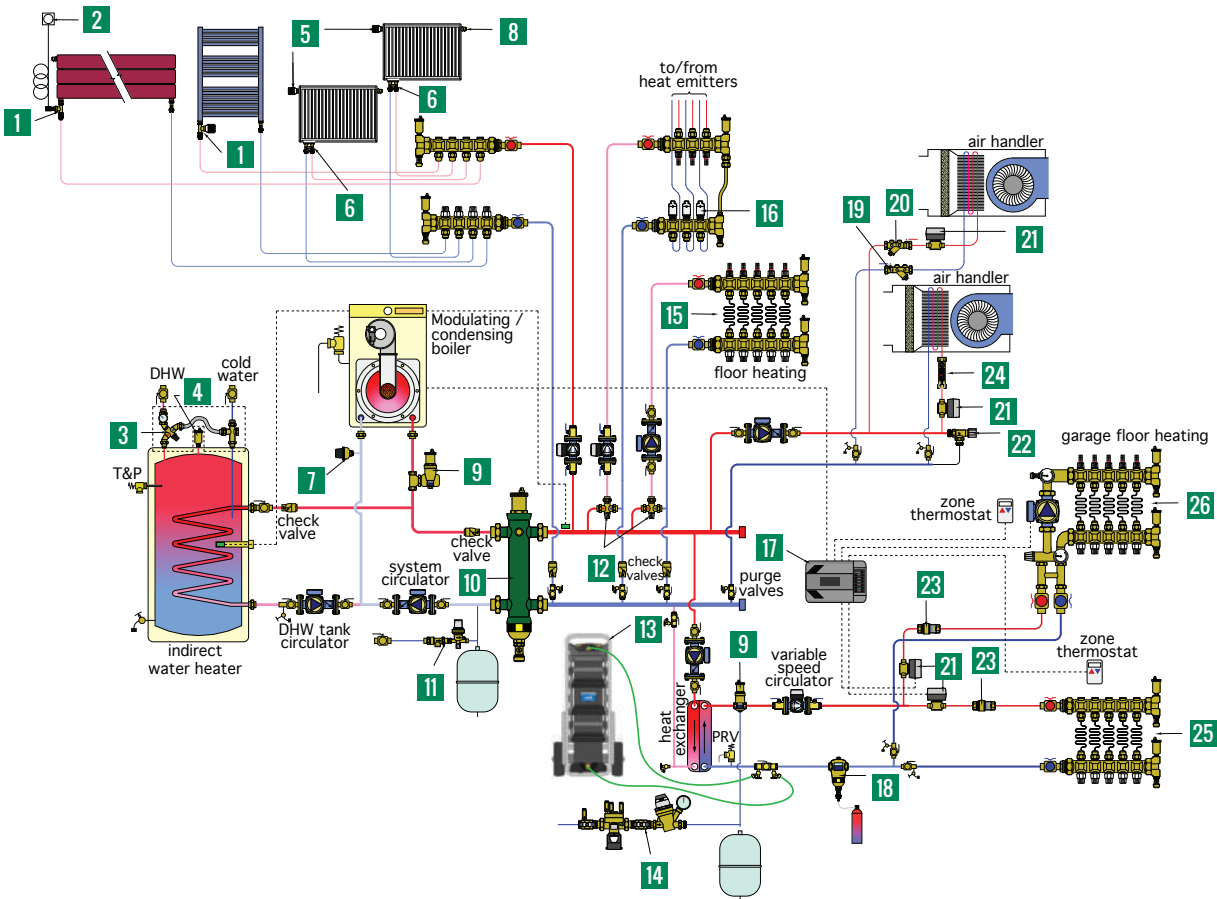 2
5
8
1
1
6
6
to/from
heat emitters
16
air handler
20
19
21
air handler
15
floor heating
24
21
22
Modulating /
condensing
boiler
DHW
4
cold
water
3
T&P
7
9
check
valve
check
valve
10
12
check
valves
purge
valves
system
circulator
DHW tank
circulator
indirect
water heater
11
13
garage floor heating
26
zone
thermostat
17
23
zone
thermostat
9
variable
speed
circulator
21
23
25
heat
exchanger
PRV
18
14